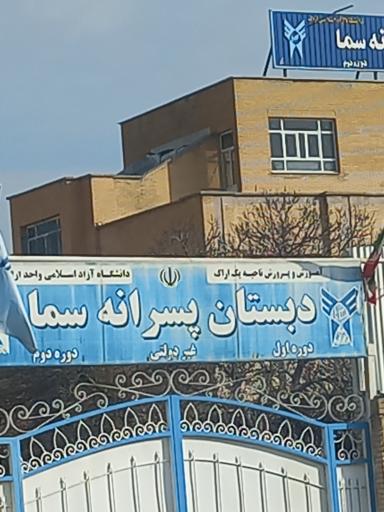 نه سما
دوره دوم
آموزش و پرورش ناحیه یک اراک
دانشگاه آزاد اسلامی واحد
دبستان پسرانه سما
دوره اول غیر دولتی دوره دوم